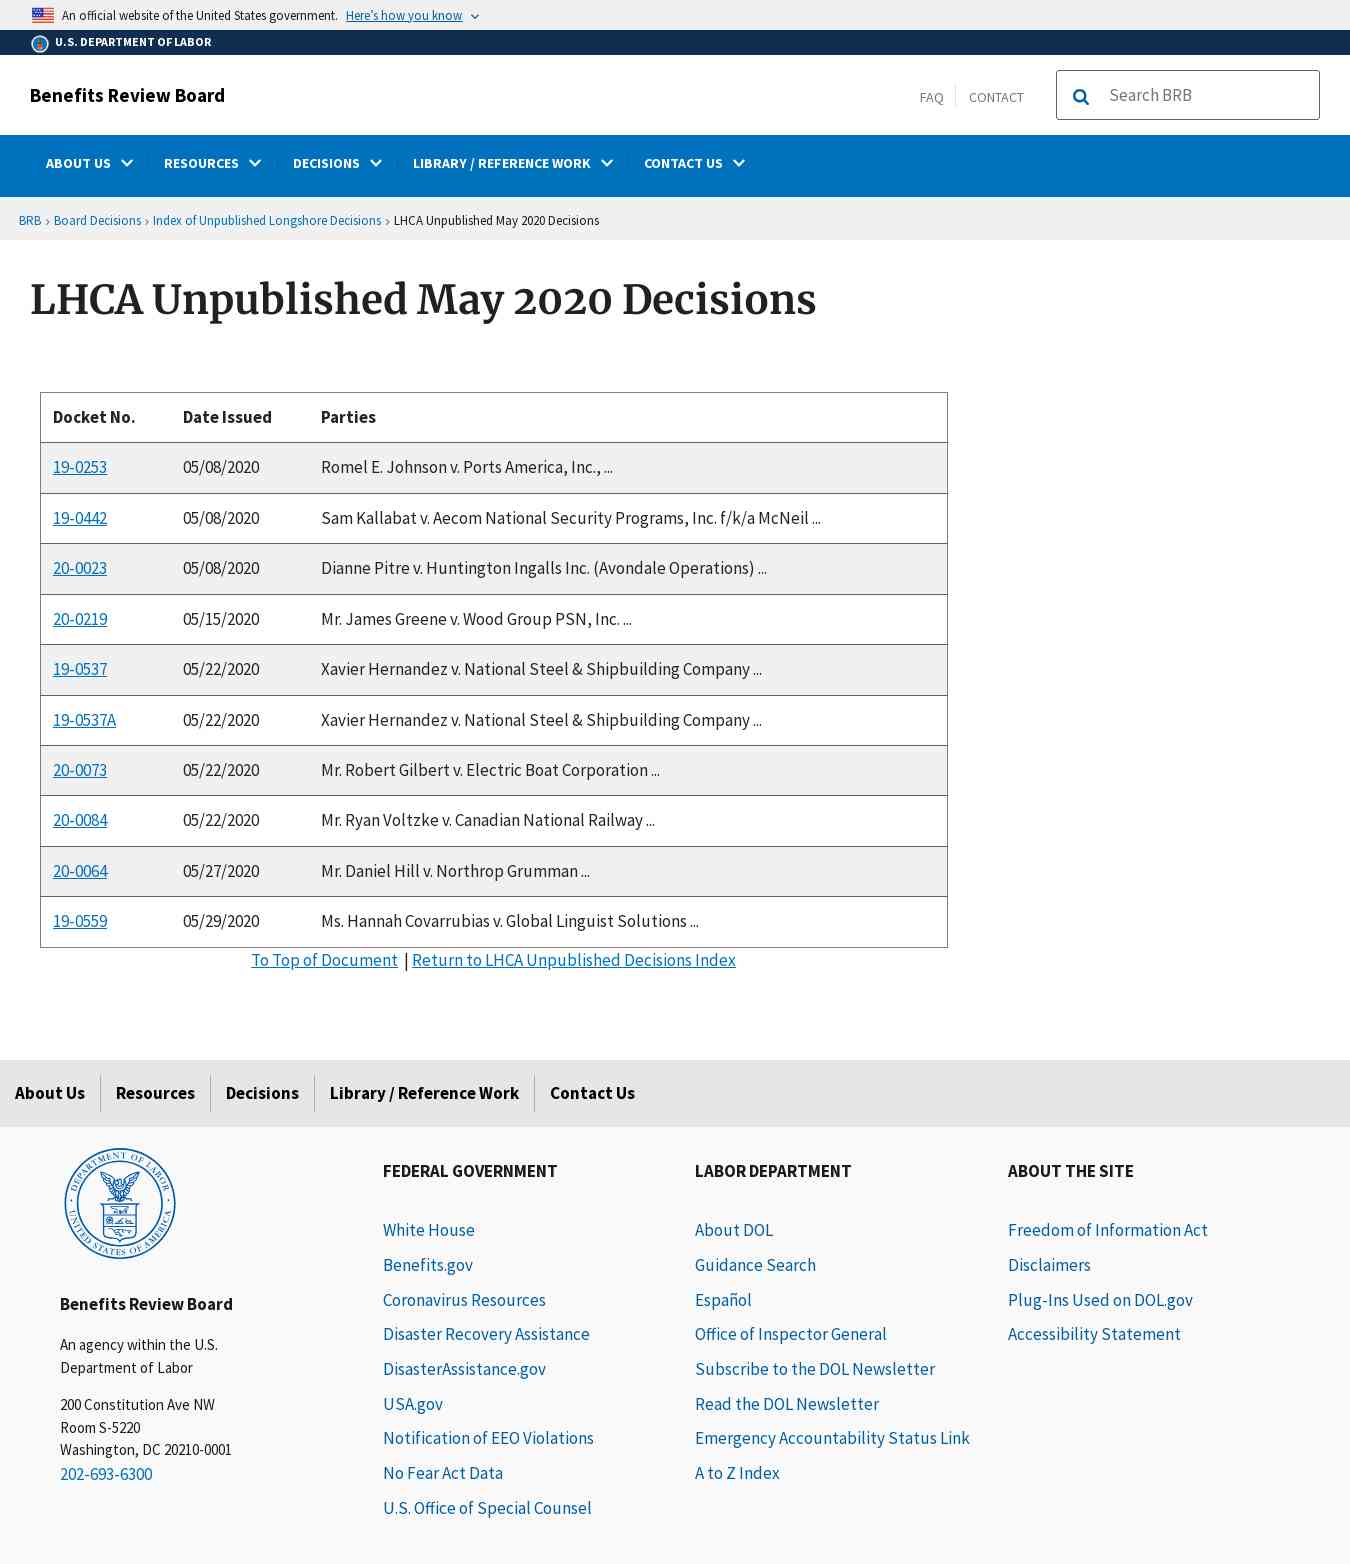 An official website of the United States government. Here's how you know
U.S. DEPARTMENT OF LABOR
Benefits Review Board
FAQ CONTACT Search BRB
ABOUT US RESOURCES DECISIONS LIBRARY / REFERENCE WORK CONTACT US
BRB › Board Decisions › Index of Unpublished Longshore Decisions › LHCA Unpublished May 2020 Decisions
LHCA Unpublished May 2020 Decisions
Docket No. Date Issued Parties
19-0253 05/08/2020 Romel E. Johnson v. Ports America, Inc., ...
19-0442 05/08/2020 Sam Kallabat v. Aecom National Security Programs, Inc. f/k/a McNeil ...
20-0023 05/08/2020 Dianne Pitre v. Huntington Ingalls Inc. (Avondale Operations) ...
20-0219 05/15/2020 Mr. James Greene v. Wood Group PSN, Inc. ...
19-0537 05/22/2020 Xavier Hernandez v. National Steel & Shipbuilding Company ...
19-0537A 05/22/2020 Xavier Hernandez v. National Steel & Shipbuilding Company ...
20-0073 05/22/2020 Mr. Robert Gilbert v. Electric Boat Corporation ...
20-0084 05/22/2020 Mr. Ryan Voltzke v. Canadian National Railway ...
20-0064 05/27/2020 Mr. Daniel Hill v. Northrop Grumman ...
19-0559 05/29/2020 Ms. Hannah Covarrubias v. Global Linguist Solutions ...
To Top of Document | Return to LHCA Unpublished Decisions Index
About Us Resources Decisions Library / Reference Work Contact Us
DEPARTMENT OF LABOR
UNITED STATES OF AMERICA
Benefits Review Board
An agency within the U.S.
Department of Labor
200 Constitution Ave NW
Room S-5220
Washington, DC 20210-0001
202-693-6300
FEDERAL GOVERNMENT
White House
Benefits.gov
Coronavirus Resources
Disaster Recovery Assistance
DisasterAssistance.gov
USA.gov
Notification of EEO Violations
No Fear Act Data
U.S. Office of Special Counsel
LABOR DEPARTMENT
About DOL
Guidance Search
Español
Office of Inspector General
Subscribe to the DOL Newsletter
Read the DOL Newsletter
Emergency Accountability Status Link
A to Z Index
ABOUT THE SITE
Freedom of Information Act
Disclaimers
Plug-Ins Used on DOL.gov
Accessibility Statement